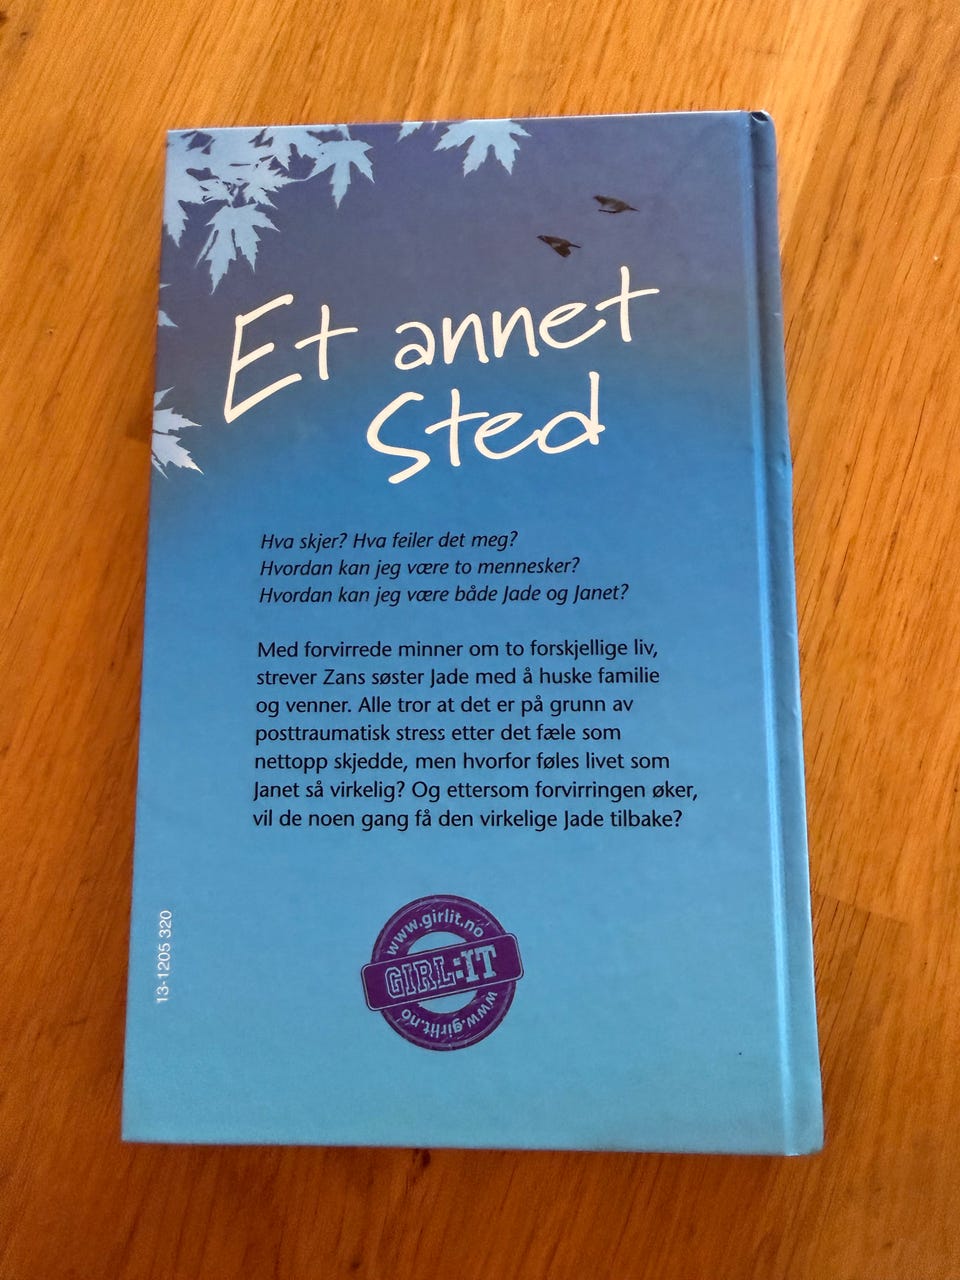 Et annet
Sted
Hva skjer? Hva feiler det meg?
Hvordan kan jeg være to mennesker?
Hvordan kan jeg være både Jade og Janet?
Med forvirrede minner om to forskjellige liv,
strever Zans søster Jade med å huske familie
og venner. Alle tror at det er på grunn av
posttraumatisk stress etter det fæle som
nettopp skjedde, men hvorfor føles livet som
Janet så virkelig? Og ettersom forvirringen øker,
vil de noen gang få den virkelige Jade tilbake?
13-1205 320
www.girlit.no
GIRL:IT
www.girlit.no